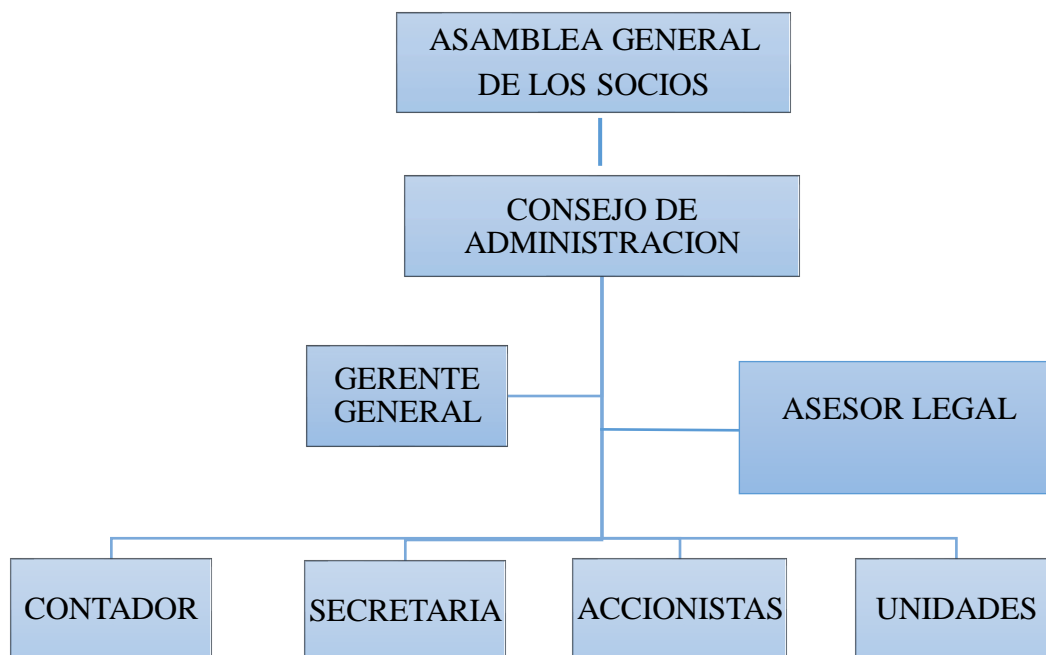 ASAMBLEA GENERAL
DE LOS SOCIOS
CONSEJO DE
ADMINISTRACION
GERENTE
GENERAL
ASESOR LEGAL
CONTADOR
SECRETARIA
ACCIONISTAS
UNIDADES